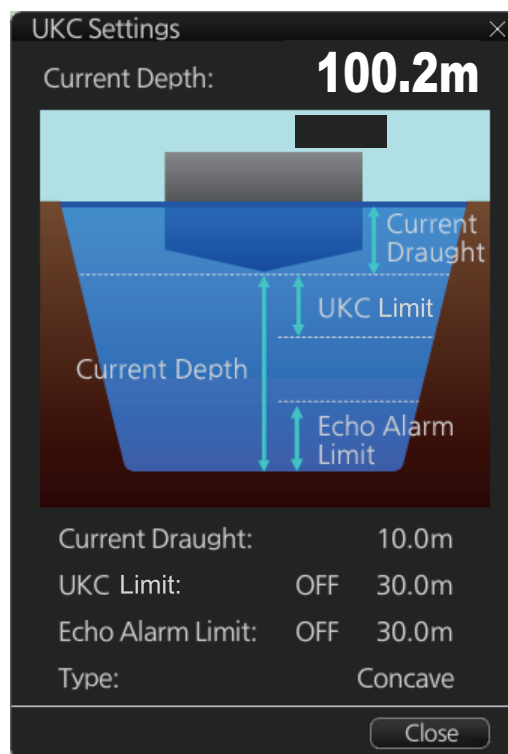 UKC Settings
Current Depth: 100.2m
Current
Draught
UKC Limit
Current Depth
Echo Alarm
Limit
Current Draught: 10.0m
UKC Limit: OFF 30.0m
Echo Alarm Limit: OFF 30.0m
Type: Concave
Close